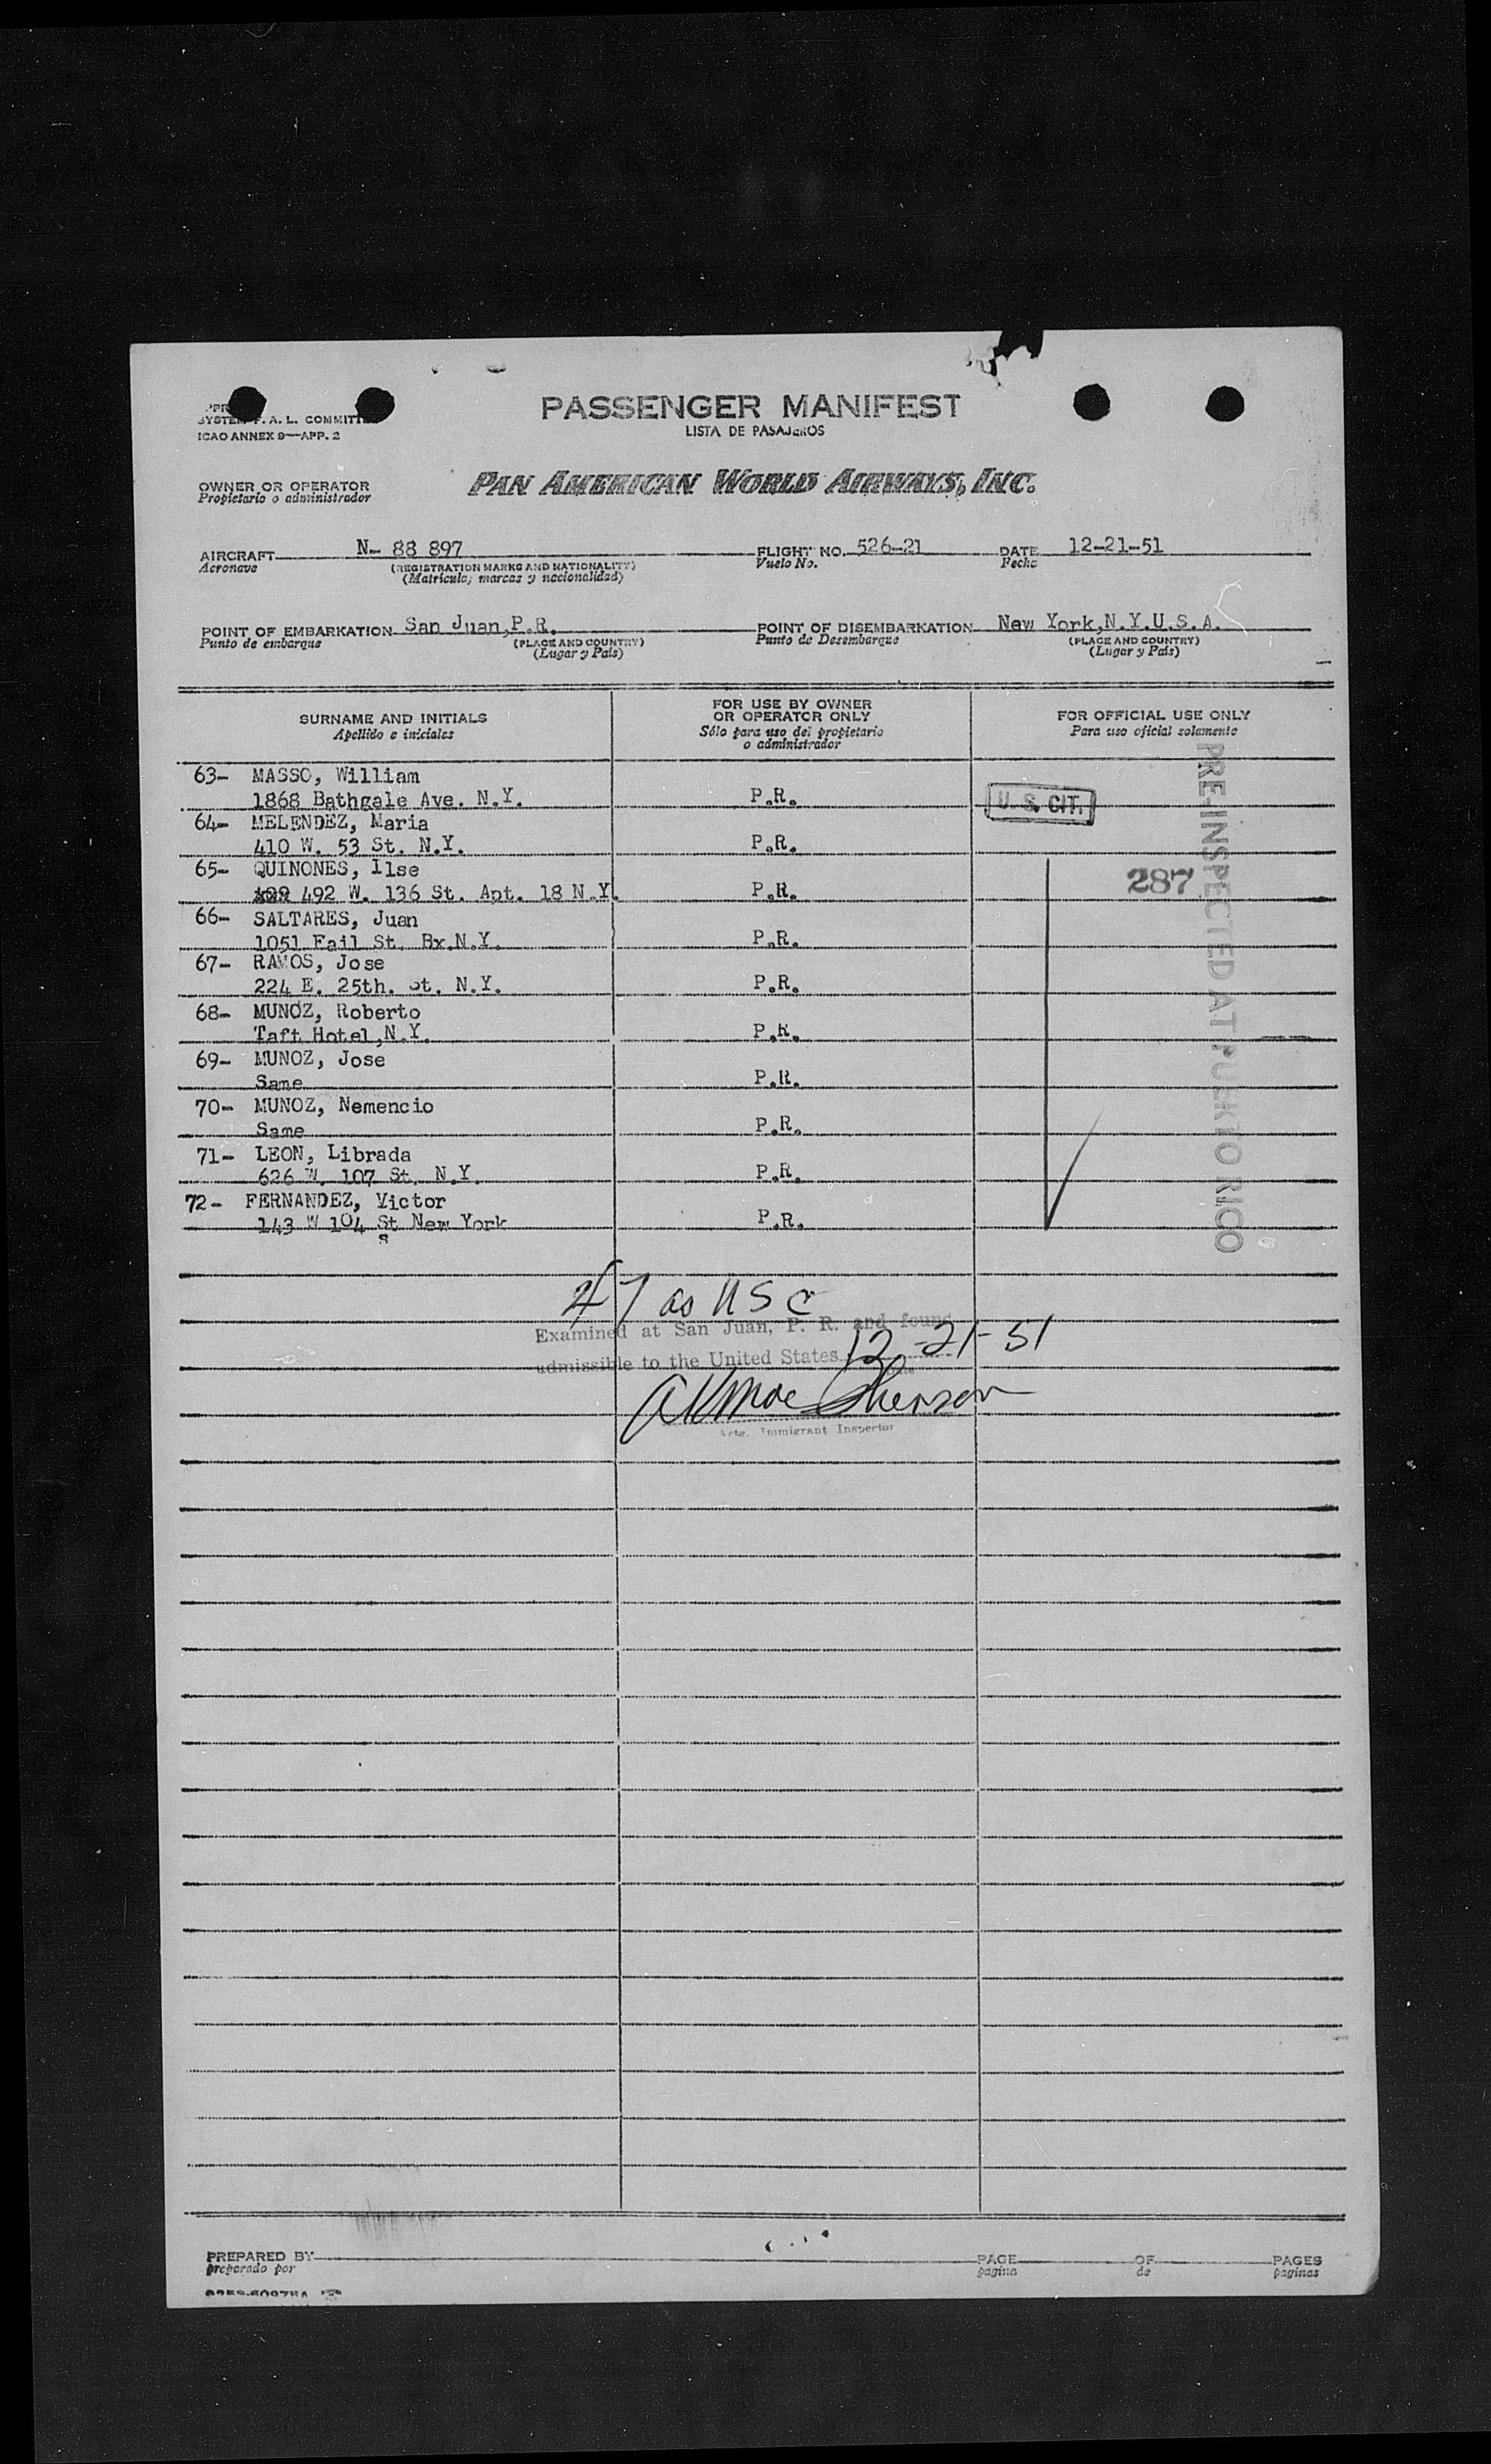 SYSTEM F.A.L. COMMITTEE
ICAO ANNEX 9—APP. 2
PASSENGER MANIFEST
LISTA DE PASAJEROS
OWNER OR OPERATOR
Propietario o administrador
PAN AMERICAN WORLD AIRWAYS, INC.
AIRCRAFT N- 88 897 FLIGHT NO. 526-21 DATE 12-21-51
Aeronave (REGISTRATION MARKS AND NATIONALITY) Vuelo No. Fecha
(Matrícula, marcas y nacionalidad)
POINT OF EMBARKATION San Juan,P.R. POINT OF DISEMBARKATION New York,N.Y.U.S.A.
Punto de embarque (PLACE AND COUNTRY) Punto de Desembarque (PLACE AND COUNTRY)
(Lugar y País) (Lugar y País)
SURNAME AND INITIALS
Apellido e iniciales
FOR USE BY OWNER
OR OPERATOR ONLY
Sólo para uso del propietario
o administrador
FOR OFFICIAL USE ONLY
Para uso oficial solamente
63- MASSO, William
1868 Bathgale Ave. N.Y. P.R. U. S. CIT.
64- MELENDEZ, Maria
410 W. 53 St. N.Y. P.R.
65- QUINONES, Ilse
492 W. 136 St. Apt. 18 N.Y. P.R. 287
66- SALTARES, Juan
1051 Fail St. Bx.N.Y. P.R.
67- RAMOS, Jose
224 E. 25th. St. N.Y. P.R.
68- MUNOZ, Roberto
Taft Hotel,N.Y. P.R.
69- MUNOZ, Jose
Same P.R.
70- MUNOZ, Nemencio
Same P.R.
71- LEON, Librada
626 W. 107 St. N.Y. P.R.
72- FERNANDEZ, Victor
143 W 104 St New York P.R.
s
PRE-INSPECTED AT PUERTO RICO
47 as USC
Examined at San Juan, P. R. and found
admissible to the United States 12-21-51
Immigrant Inspector
PREPARED BY PAGE OF PAGES
preparado por pagina de paginas